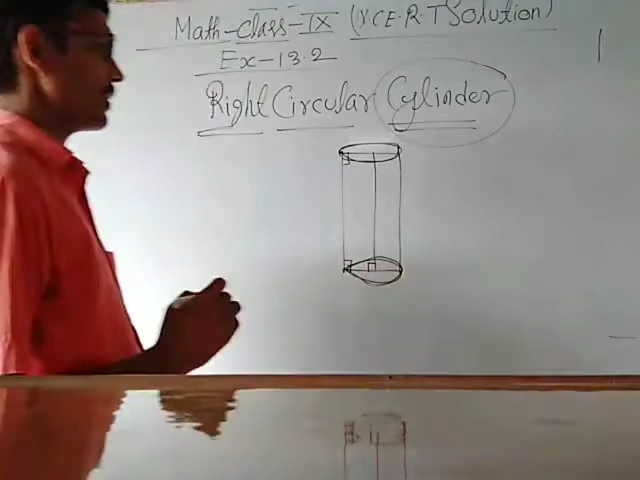 Math-Class-IX (N.C.E.R.T Solution)
Ex-13.2
Right Circular Cylinder